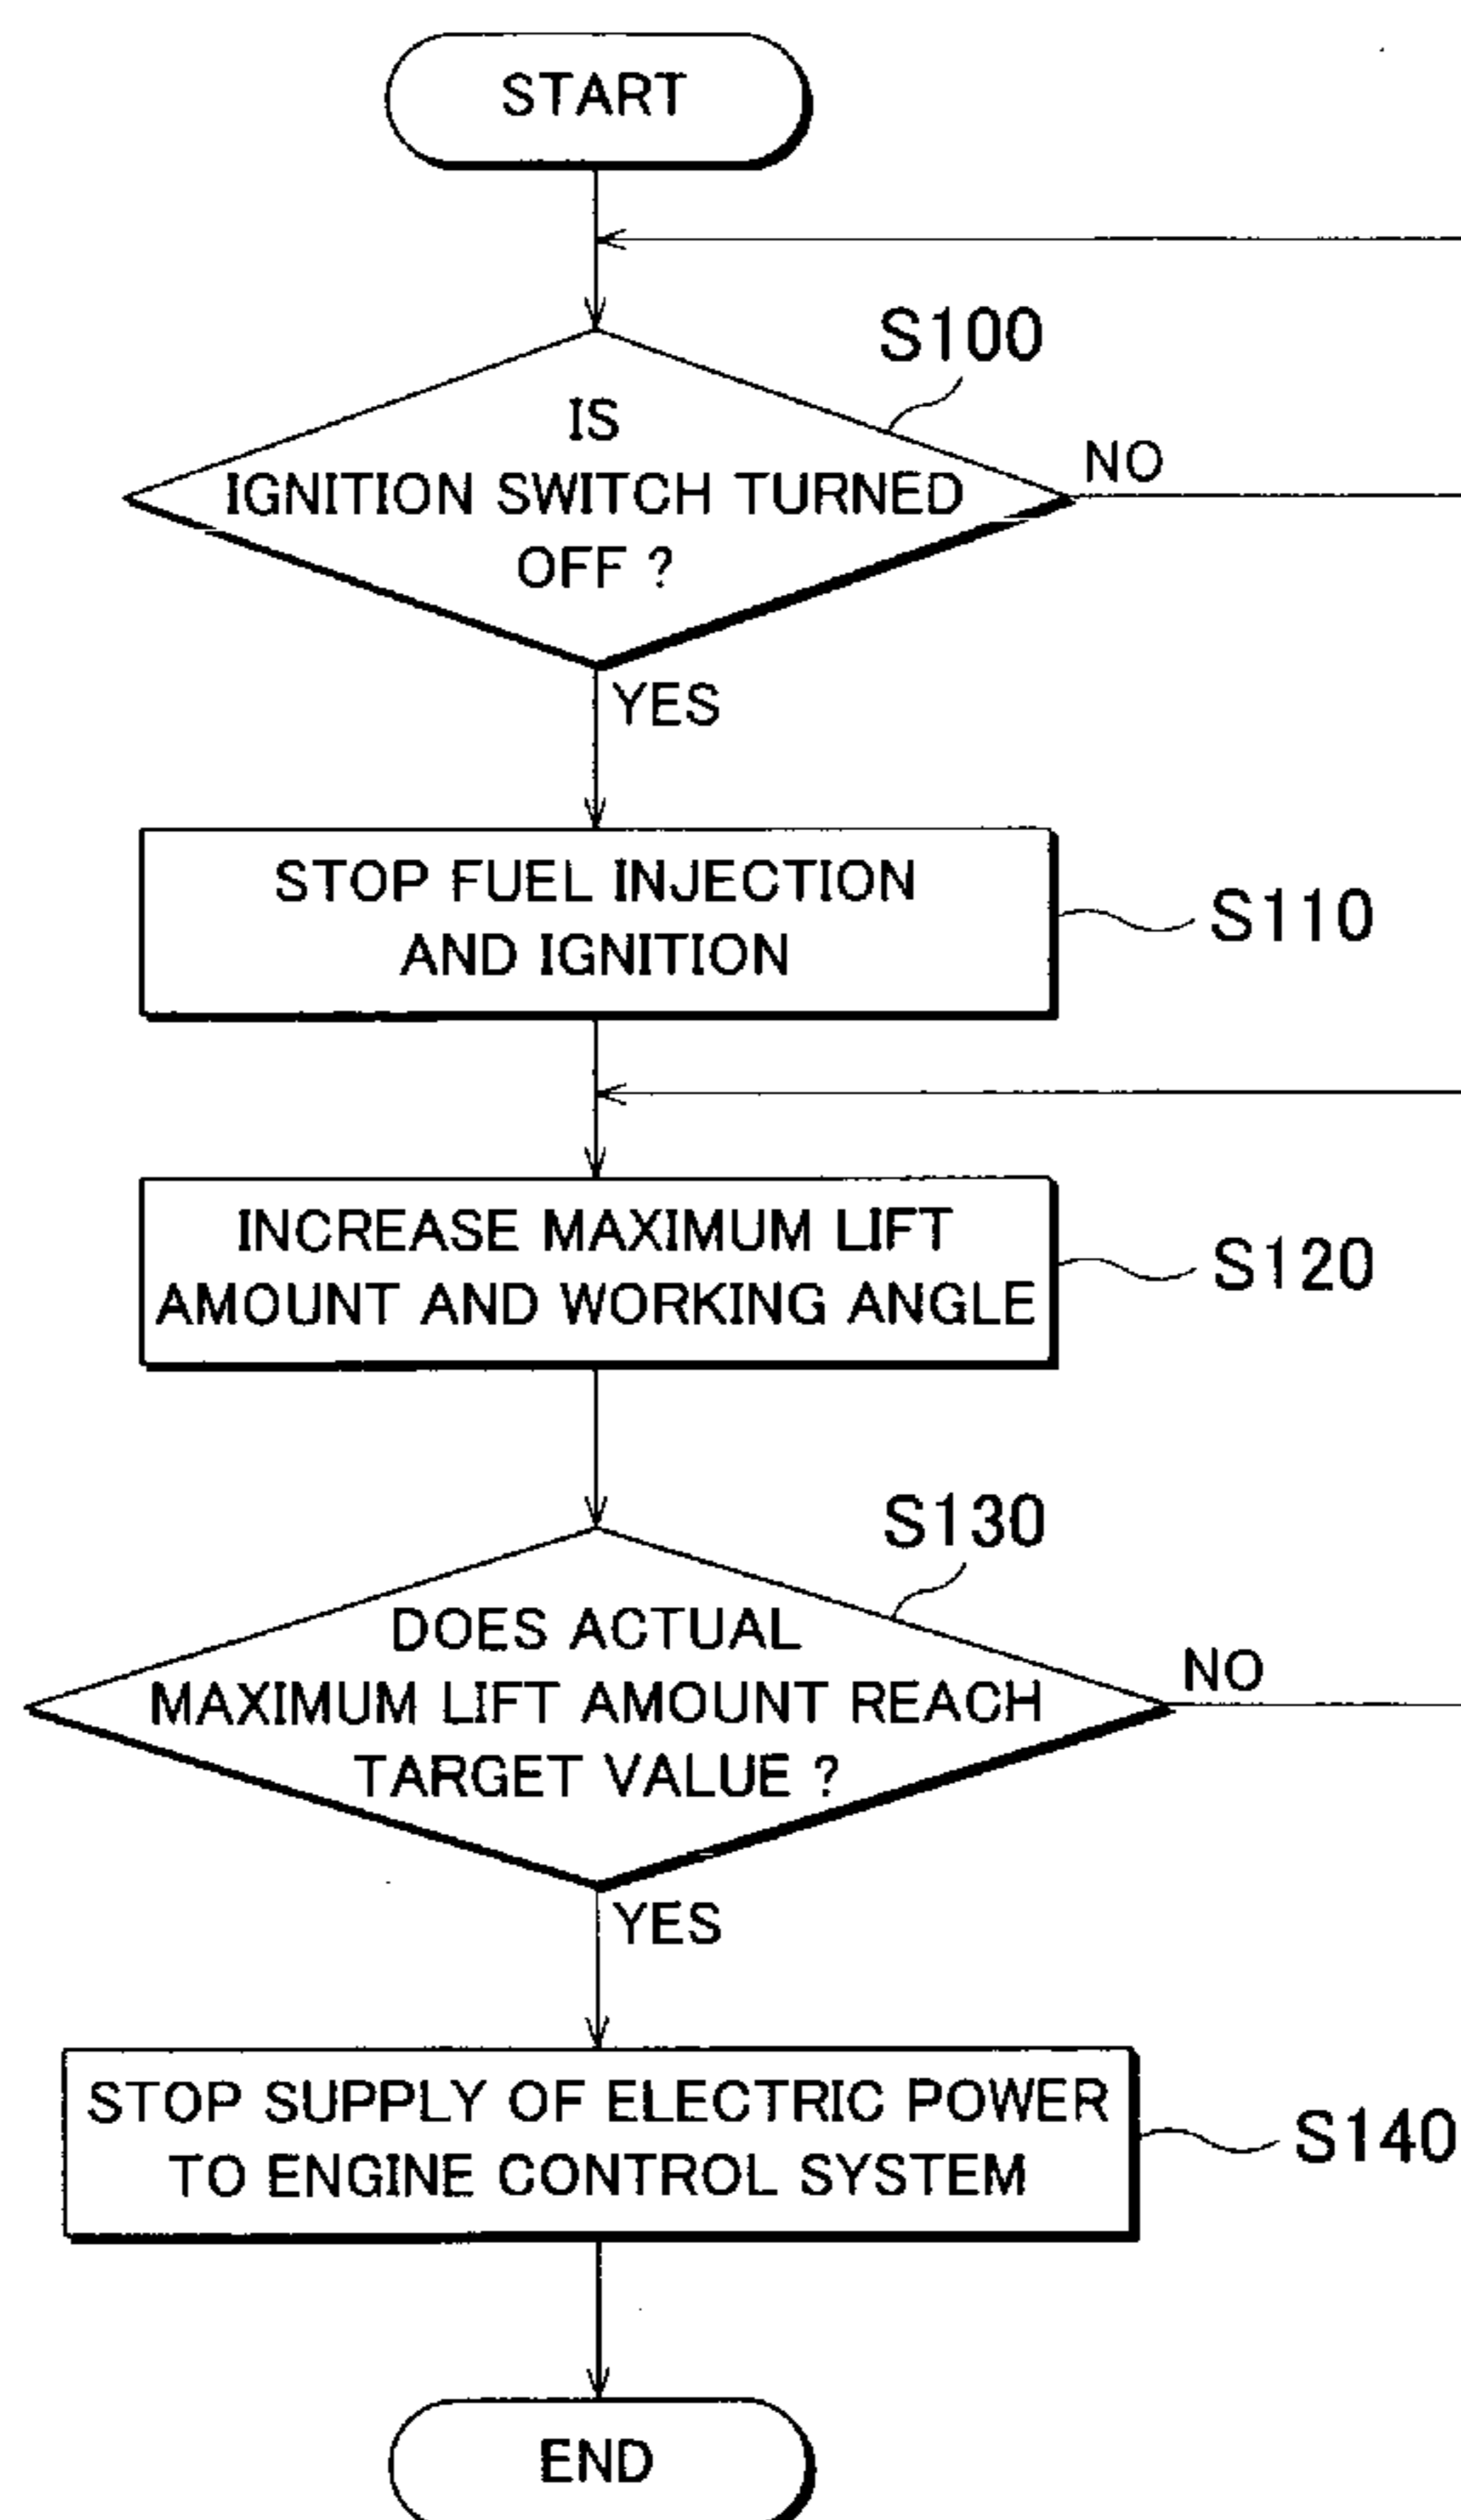 START
S100
IS
IGNITION SWITCH TURNED
OFF ?
NO
YES
STOP FUEL INJECTION
AND IGNITION
S110
INCREASE MAXIMUM LIFT
AMOUNT AND WORKING ANGLE
S120
S130
DOES ACTUAL
MAXIMUM LIFT AMOUNT REACH
TARGET VALUE ?
NO
YES
STOP SUPPLY OF ELECTRIC POWER
TO ENGINE CONTROL SYSTEM
S140
END